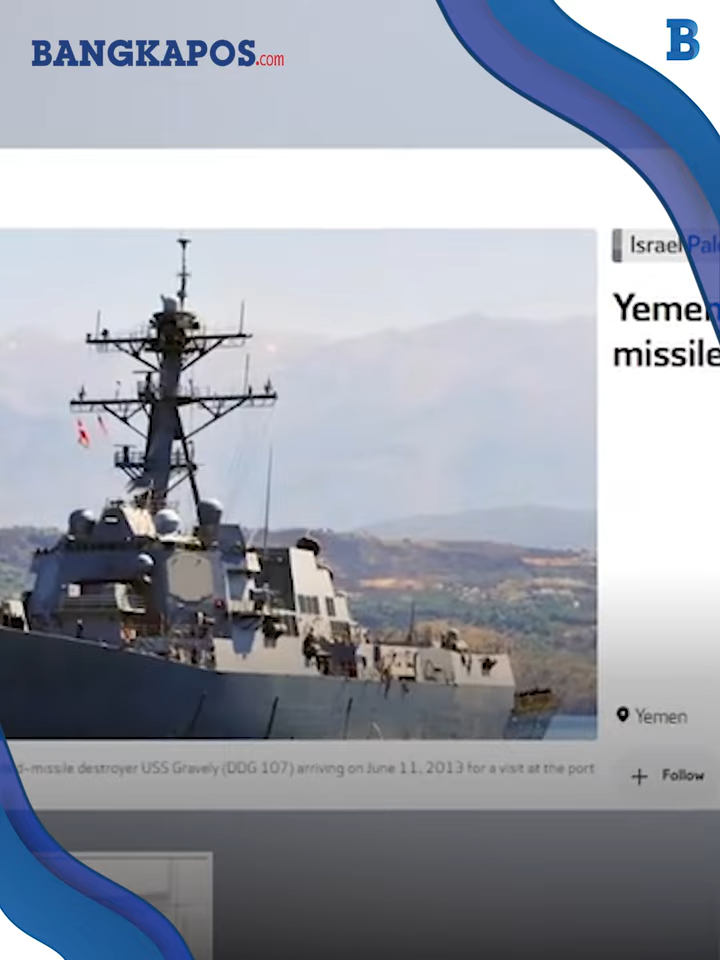 BANGKAPOS.com
B
Israel
Yemen
missile
Yemen
-missile destroyer USS Gravely (DDG 107) arriving on June 11, 2013 for a visit at the port
+ Follow